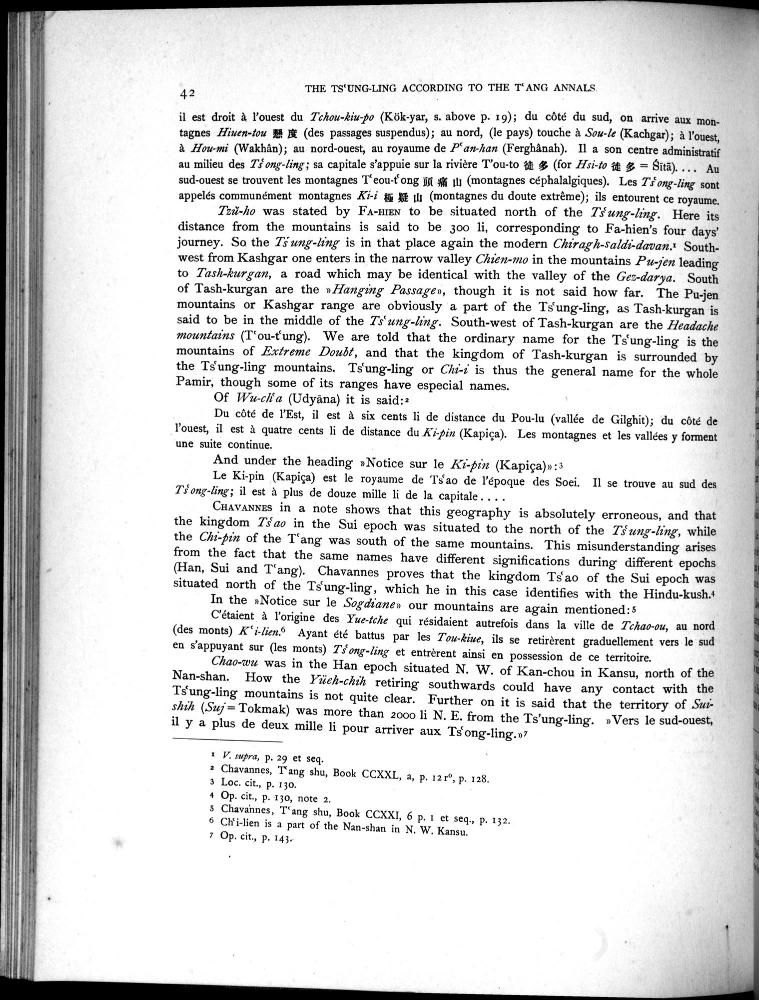 42
THE TS‘UNG-LING ACCORDING TO THE T‘ANG ANNALS.
il est droit à l'ouest du Tchou-kiu-po (Kök-yar, s. above p. 19); du côté du sud, on arrive aux mon-
tagnes Hiuen-tou 懸度 (des passages suspendus); au nord, (le pays) touche à Sou-le (Kachgar); à l'ouest,
à Hou-mi (Wakhân); au nord-ouest, au royaume de P‘an-han (Ferghânah). Il a son centre administratif
au milieu des Ts‘ong-ling; sa capitale s'appuie sur la rivière T'ou-to 徒多 (for Hsi-to 徙多 = Śītā). ... Au
sud-ouest se trouvent les montagnes T‘eou-t‘ong 頭痛山 (montagnes céphalalgiques). Les Ts‘ong-ling sont
appelés communément montagnes Ki-i 極疑山 (montagnes du doute extrême); ils entourent ce royaume.
Tzŭ-ho was stated by FA-HIEN to be situated north of the Ts‘ung-ling. Here its
distance from the mountains is said to be 300 li, corresponding to Fa-hien's four days'
journey. So the Ts‘ung-ling is in that place again the modern Chiragh-saldi-davan.¹ South-
west from Kashgar one enters in the narrow valley Chien-mo in the mountains Pu-jen leading
to Tash-kurgan, a road which may be identical with the valley of the Gez-darya. South
of Tash-kurgan are the »Hanging Passage», though it is not said how far. The Pu-jen
mountains or Kashgar range are obviously a part of the Ts‘ung-ling, as Tash-kurgan is
said to be in the middle of the Ts‘ung-ling. South-west of Tash-kurgan are the Headache
mountains (T‘ou-t‘ung). We are told that the ordinary name for the Ts‘ung-ling is the
mountains of Extreme Doubt, and that the kingdom of Tash-kurgan is surrounded by
the Ts‘ung-ling mountains. Ts‘ung-ling or Chi-i is thus the general name for the whole
Pamir, though some of its ranges have especial names.
Of Wu-ch‘a (Udyāna) it is said:²
Du côté de l'Est, il est à six cents li de distance du Pou-lu (vallée de Gilghit); du côté de
l'ouest, il est à quatre cents li de distance du Ki-pin (Kapiça). Les montagnes et les vallées y forment
une suite continue.
And under the heading »Notice sur le Ki-pin (Kapiça)»:³
Le Ki-pin (Kapiça) est le royaume de Ts‘ao de l'époque des Soei. Il se trouve au sud des
Ts‘ong-ling; il est à plus de douze mille li de la capitale ....
CHAVANNES in a note shows that this geography is absolutely erroneous, and that
the kingdom Ts‘ao in the Sui epoch was situated to the north of the Ts‘ung-ling, while
the Chi-pin of the T‘ang was south of the same mountains. This misunderstanding arises
from the fact that the same names have different significations during different epochs
(Han, Sui and T‘ang). Chavannes proves that the kingdom Ts‘ao of the Sui epoch was
situated north of the Ts‘ung-ling, which he in this case identifies with the Hindu-kush.⁴
In the »Notice sur le Sogdiane» our mountains are again mentioned:⁵
C'étaient à l'origine des Yue-tche qui résidaient autrefois dans la ville de Tchao-ou, au nord
(des monts) K‘i-lien.⁶ Ayant été battus par les Tou-kiue, ils se retirèrent graduellement vers le sud
en s'appuyant sur (les monts) Ts‘ong-ling et entrèrent ainsi en possession de ce territoire.
Chao-wu was in the Han epoch situated N. W. of Kan-chou in Kansu, north of the
Nan-shan. How the Yüeh-chih retiring southwards could have any contact with the
Ts‘ung-ling mountains is not quite clear. Further on it is said that the territory of Sui-
shih (Suj = Tokmak) was more than 2000 li N. E. from the Ts'ung-ling. »Vers le sud-ouest,
il y a plus de deux mille li pour arriver aux Ts‘ong-ling.»⁷
¹ V. supra, p. 29 et seq.
² Chavannes, T‘ang shu, Book CCXXI, a, p. 12 r⁰, p. 128.
³ Loc. cit., p. 130.
⁴ Op. cit., p. 130, note 2.
⁵ Chavannes, T‘ang shu, Book CCXXI, 6 p. 1 et seq., p. 132.
⁶ Ch‘i-lien is a part of the Nan-shan in N. W. Kansu.
⁷ Op. cit., p. 143.